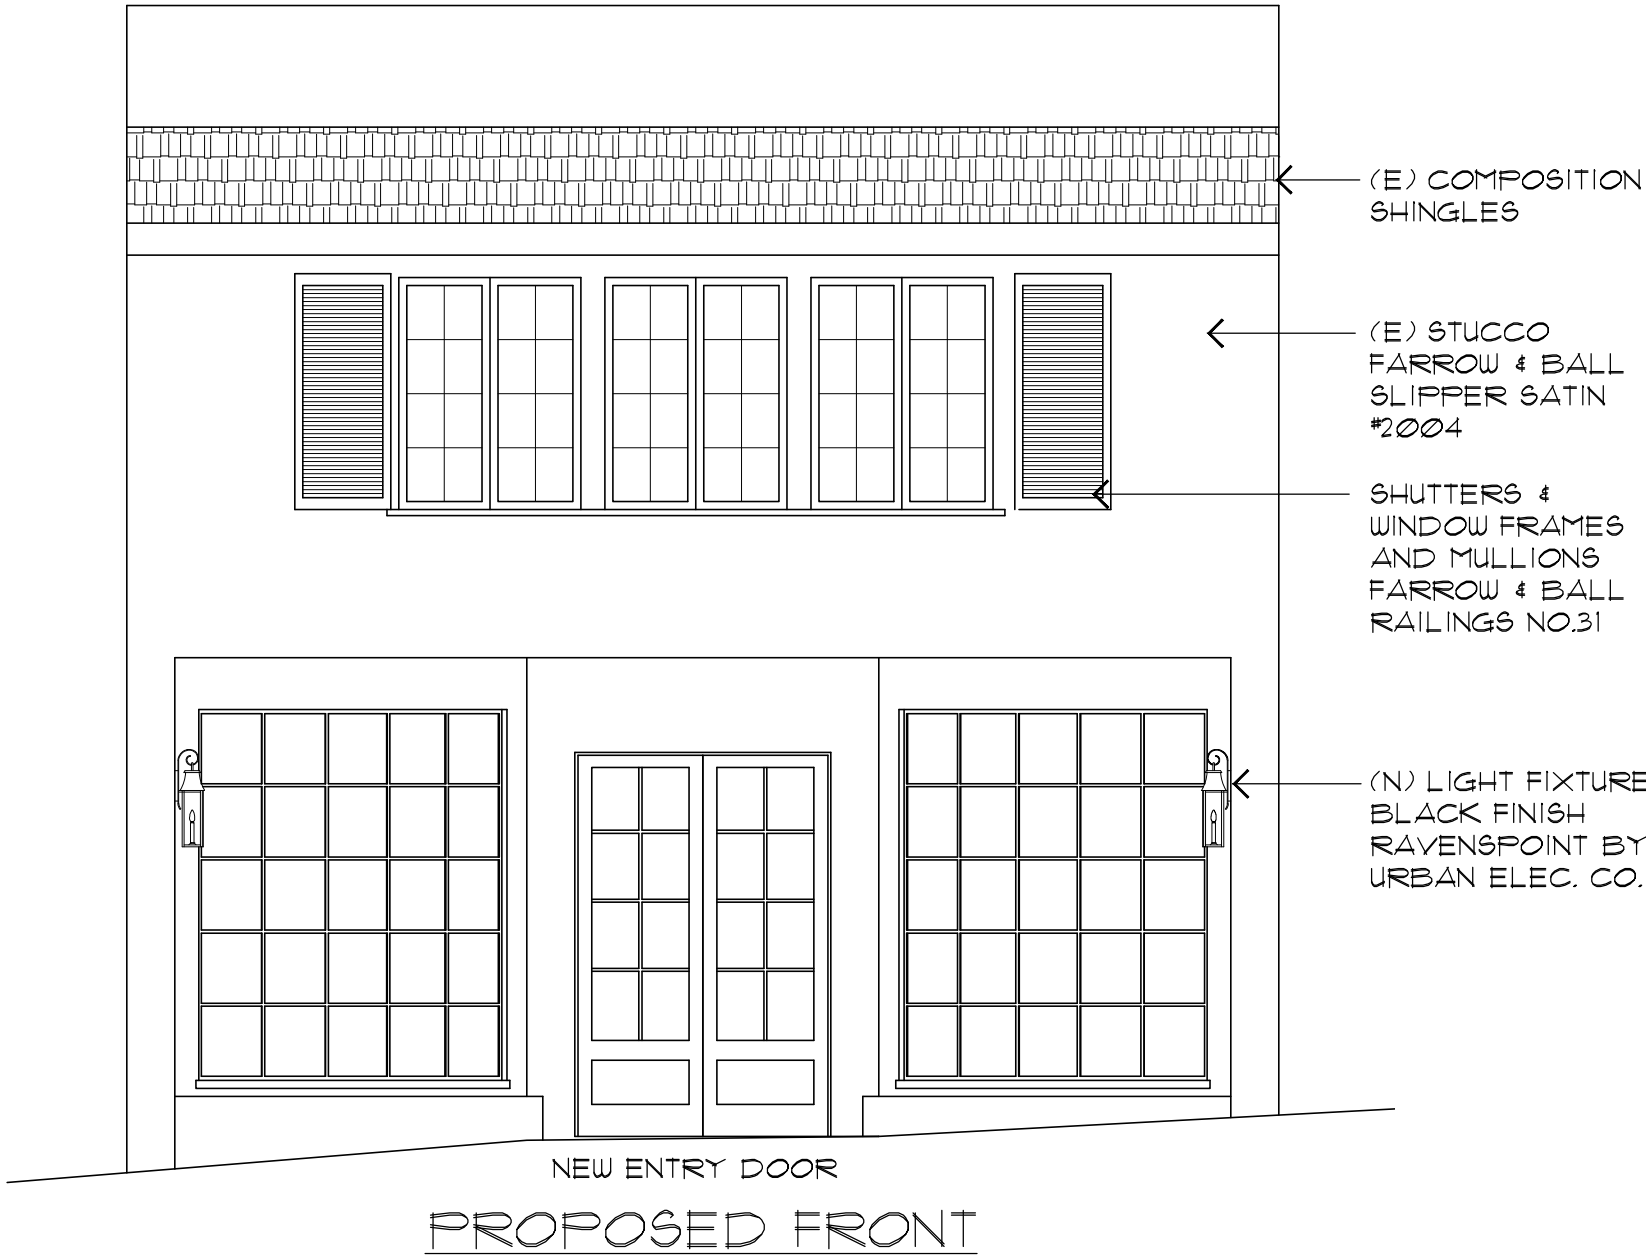 (E) COMPOSITION
SHINGLES
(E) STUCCO
FARROW & BALL
SLIPPER SATIN
#2004
SHUTTERS &
WINDOW FRAMES
AND MULLIONS
FARROW & BALL
RAILINGS NO.31
(N) LIGHT FIXTURE
BLACK FINISH
RAVENSPOINT BY
URBAN ELEC. CO.
NEW ENTRY DOOR
PROPOSED FRONT